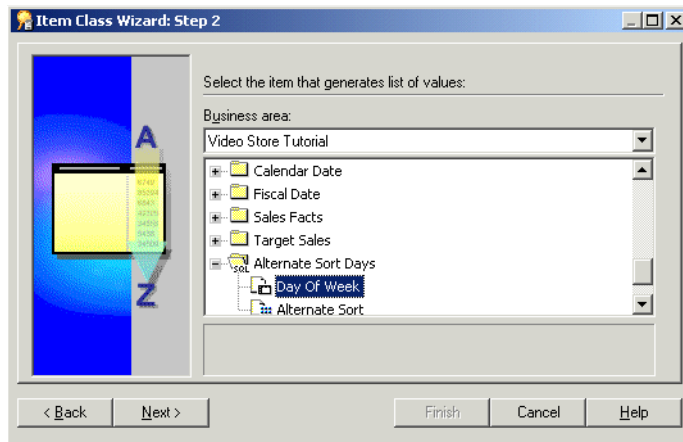 Item Class Wizard: Step 2
Select the item that generates list of values:
Business area:
Video Store Tutorial
Calendar Date
Fiscal Date
Sales Facts
Target Sales
SQL Alternate Sort Days
Day Of Week
Alternate Sort
A
Z
< Back Next > Finish Cancel Help